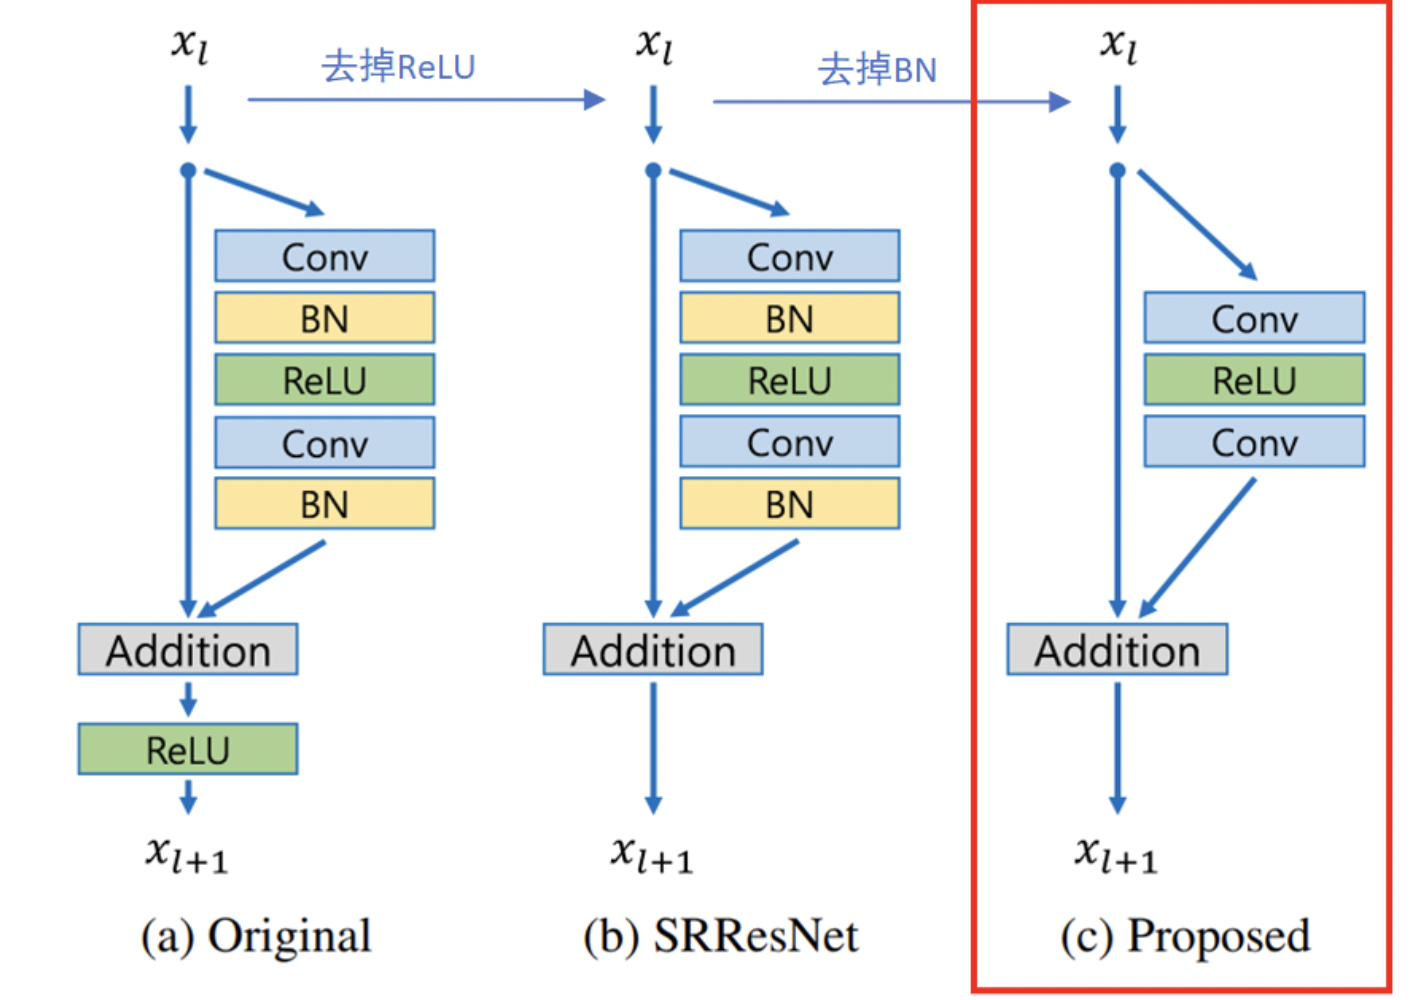 x_l
去掉ReLU
x_l
去掉BN
x_l
Conv
BN
ReLU
Conv
BN
Addition
ReLU
x_{l+1}
(a) Original
Conv
BN
ReLU
Conv
BN
Addition
x_{l+1}
(b) SRResNet
Conv
ReLU
Conv
Addition
x_{l+1}
(c) Proposed